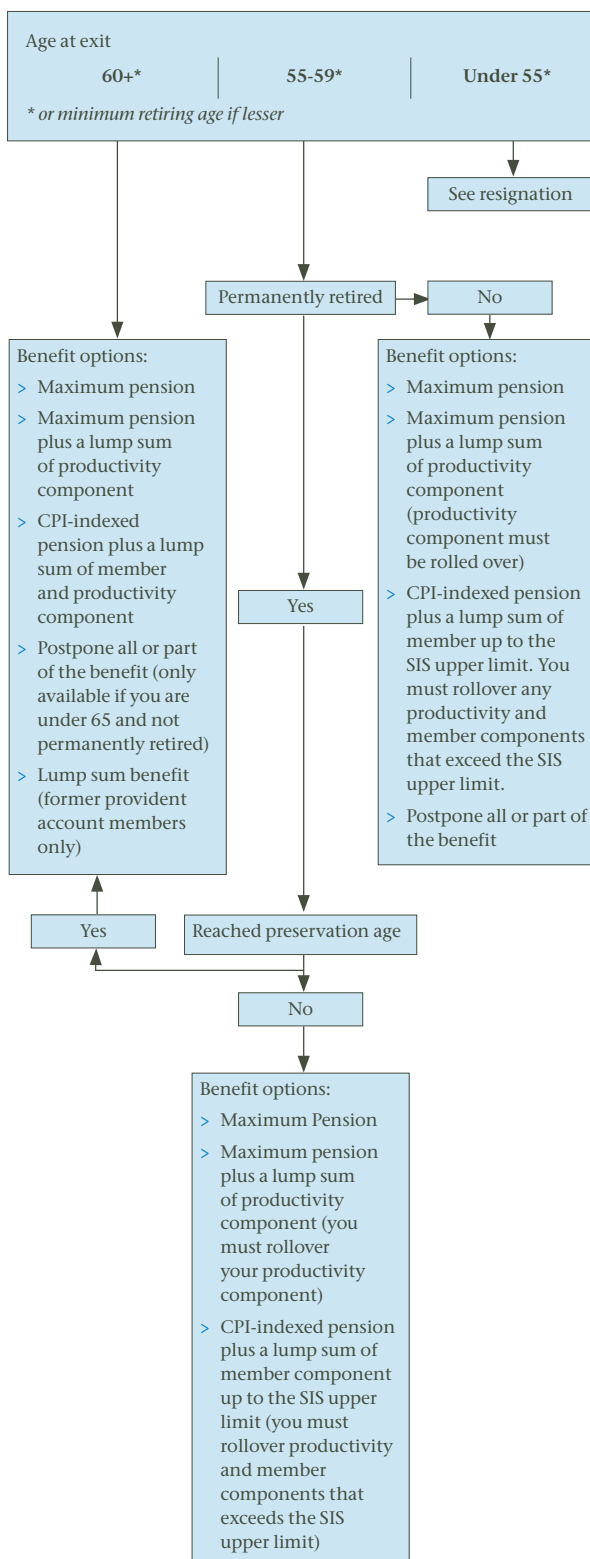 Age at exit
60+*
55-59*
Under 55*
* or minimum retiring age if lesser
See resignation
Permanently retired
No
Benefit options:
> Maximum pension
> Maximum pension
plus a lump sum
of productivity
component
> CPI-indexed
pension plus a lump
sum of member
and productivity
component
> Postpone all or part
of the benefit (only
available if you are
under 65 and not
permanently retired)
> Lump sum benefit
(former provident
account members
only)
Benefit options:
> Maximum pension
> Maximum pension
plus a lump sum
of productivity
component
(productivity
component must
be rolled over)
> CPI-indexed pension
plus a lump sum of
member up to the
SIS upper limit. You
must rollover any
productivity and
member components
that exceed the SIS
upper limit.
> Postpone all or part of
the benefit
Yes
Yes
Reached preservation age
No
Benefit options:
> Maximum Pension
> Maximum pension
plus a lump sum
of productivity
component (you
must rollover
your productivity
component)
> CPI-indexed pension
plus a lump sum of
member component
up to the SIS upper
limit (you must
rollover productivity
and member
components that
exceeds the SIS
upper limit)